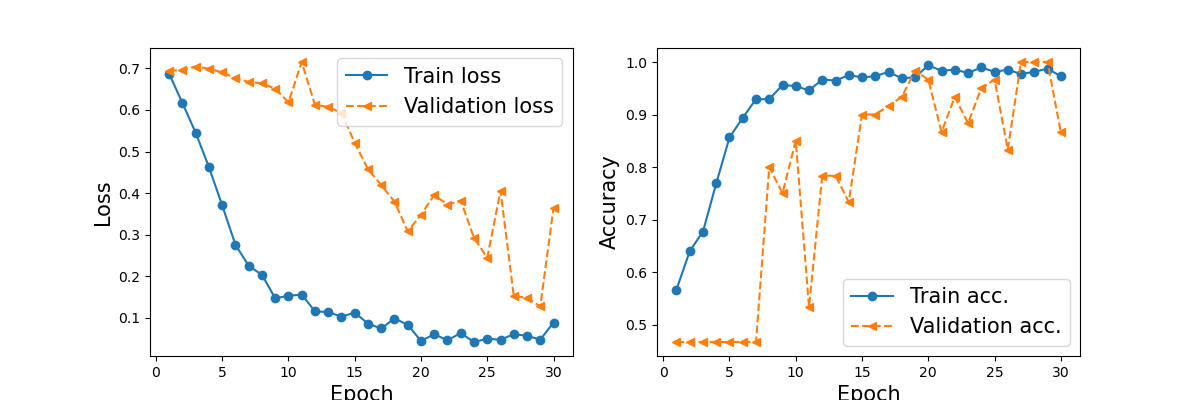 0.7
0.6
0.5
0.4
0.3
0.2
0.1
Loss
0 5 10 15 20 25 30
Epoch
Train loss
Validation loss
1.0
0.9
0.8
0.7
0.6
0.5
Accuracy
0 5 10 15 20 25 30
Epoch
Train acc.
Validation acc.